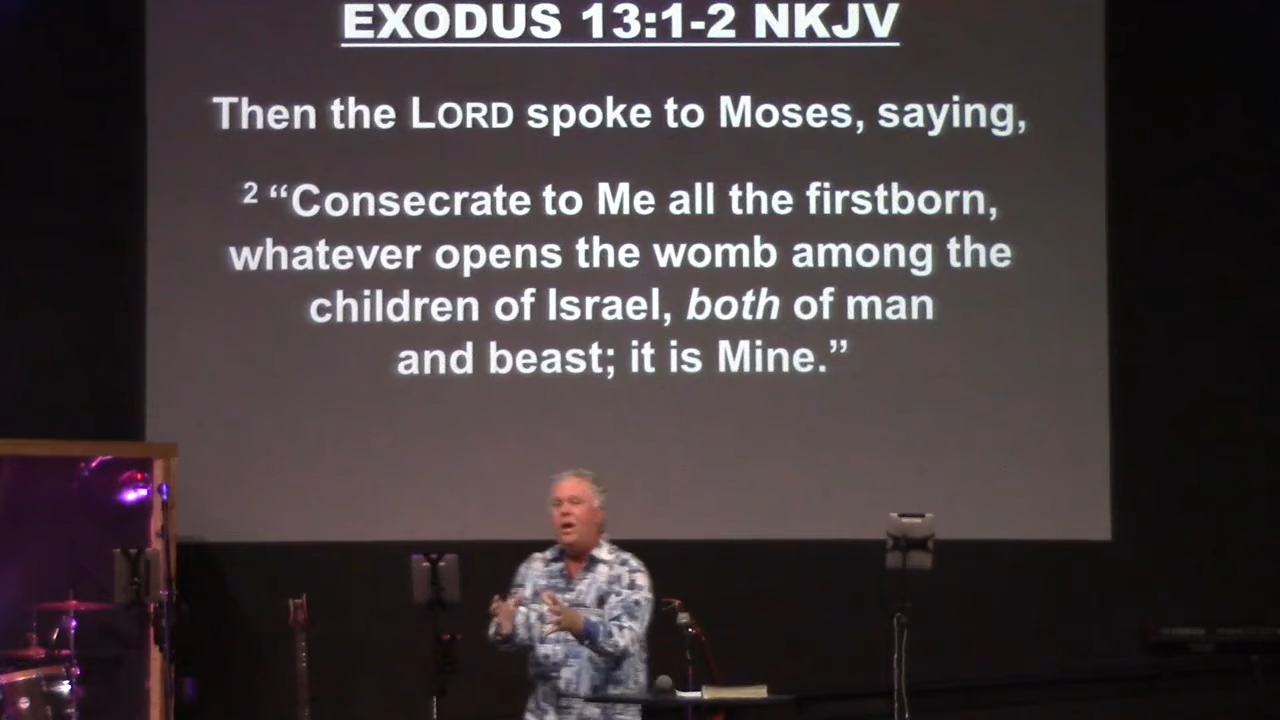 EXODUS 13:1-2 NKJV
Then the LORD spoke to Moses, saying,
2 “Consecrate to Me all the firstborn,
whatever opens the womb among the
children of Israel, both of man
and beast; it is Mine.”